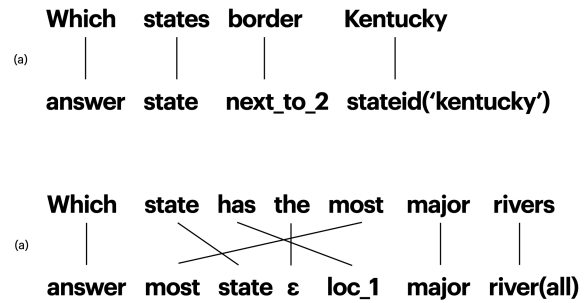 Which states border Kentucky
(a)
answer state next_to_2 stateid('kentucky')
Which state has the most major rivers
(a)
answer most state ε loc_1 major river(all)